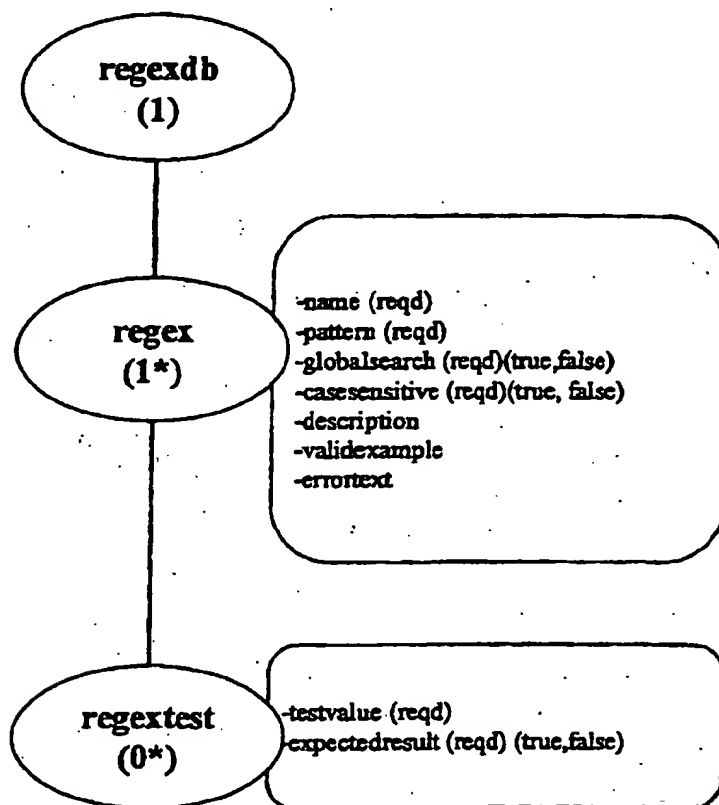 regexdb
(1)
regex
(1*)
-name (reqd)
-pattern (reqd)
-globalsearch (reqd)(true,false)
-casesensitive (reqd)(true, false)
-description
-validexample
-errortext
regextest
(0*)
-testvalue (reqd)
-expectedresult (reqd) (true,false)